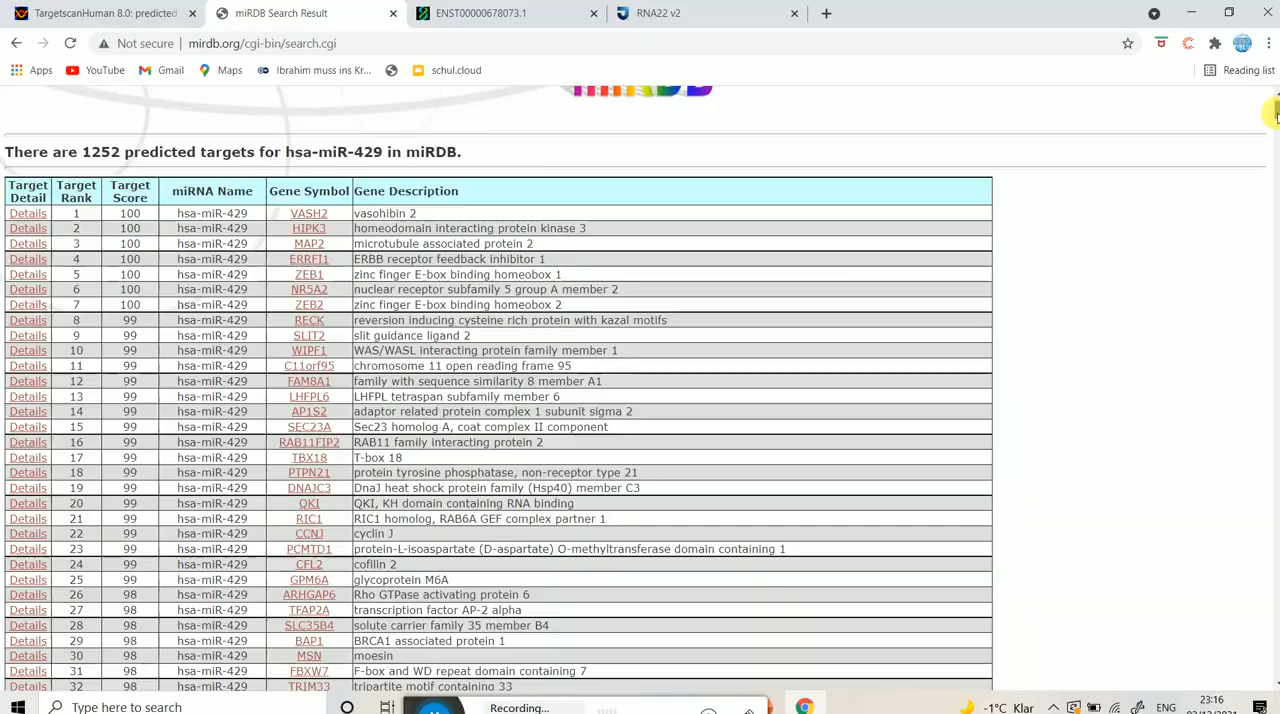 TargetscanHuman 8.0: predicted
miRDB Search Result
ENST00000678073.1
RNA22 v2
Not secure
mirdb.org/cgi-bin/search.cgi
Apps
YouTube
Gmail
Maps
Ibrahim muss ins Kr...
schul.cloud
Reading list
There are 1252 predicted targets for hsa-miR-429 in miRDB.
Target Detail Target Rank Target Score miRNA Name Gene Symbol Gene Description
Details 1 100 hsa-miR-429 VASH2 vasohibin 2
Details 2 100 hsa-miR-429 HIPK3 homeodomain interacting protein kinase 3
Details 3 100 hsa-miR-429 MAP2 microtubule associated protein 2
Details 4 100 hsa-miR-429 ERRFI1 ERBB receptor feedback inhibitor 1
Details 5 100 hsa-miR-429 ZEB1 zinc finger E-box binding homeobox 1
Details 6 100 hsa-miR-429 NR5A2 nuclear receptor subfamily 5 group A member 2
Details 7 100 hsa-miR-429 ZEB2 zinc finger E-box binding homeobox 2
Details 8 99 hsa-miR-429 RECK reversion inducing cysteine rich protein with kazal motifs
Details 9 99 hsa-miR-429 SLIT2 slit guidance ligand 2
Details 10 99 hsa-miR-429 WIPF1 WAS/WASL interacting protein family member 1
Details 11 99 hsa-miR-429 C11orf95 chromosome 11 open reading frame 95
Details 12 99 hsa-miR-429 FAM8A1 family with sequence similarity 8 member A1
Details 13 99 hsa-miR-429 LHFPL6 LHFPL tetraspan subfamily member 6
Details 14 99 hsa-miR-429 AP1S2 adaptor related protein complex 1 subunit sigma 2
Details 15 99 hsa-miR-429 SEC23A Sec23 homolog A, coat complex II component
Details 16 99 hsa-miR-429 RAB11FIP2 RAB11 family interacting protein 2
Details 17 99 hsa-miR-429 TBX18 T-box 18
Details 18 99 hsa-miR-429 PTPN21 protein tyrosine phosphatase, non-receptor type 21
Details 19 99 hsa-miR-429 DNAJC3 DnaJ heat shock protein family (Hsp40) member C3
Details 20 99 hsa-miR-429 QKI QKI, KH domain containing RNA binding
Details 21 99 hsa-miR-429 RIC1 RIC1 homolog, RAB6A GEF complex partner 1
Details 22 99 hsa-miR-429 CCNJ cyclin J
Details 23 99 hsa-miR-429 PCMTD1 protein-L-isoaspartate (D-aspartate) O-methyltransferase domain containing 1
Details 24 99 hsa-miR-429 CFL2 cofilin 2
Details 25 99 hsa-miR-429 GPM6A glycoprotein M6A
Details 26 98 hsa-miR-429 ARHGAP6 Rho GTPase activating protein 6
Details 27 98 hsa-miR-429 TFAP2A transcription factor AP-2 alpha
Details 28 98 hsa-miR-429 SLC35B4 solute carrier family 35 member B4
Details 29 98 hsa-miR-429 BAP1 BRCA1 associated protein 1
Details 30 98 hsa-miR-429 MSN moesin
Details 31 98 hsa-miR-429 FBXW7 F-box and WD repeat domain containing 7
Details 32 98 hsa-miR-429 TRIM33 tripartite motif containing 33
Type here to search
Recording...
-1°C Klar
ENG
23:16